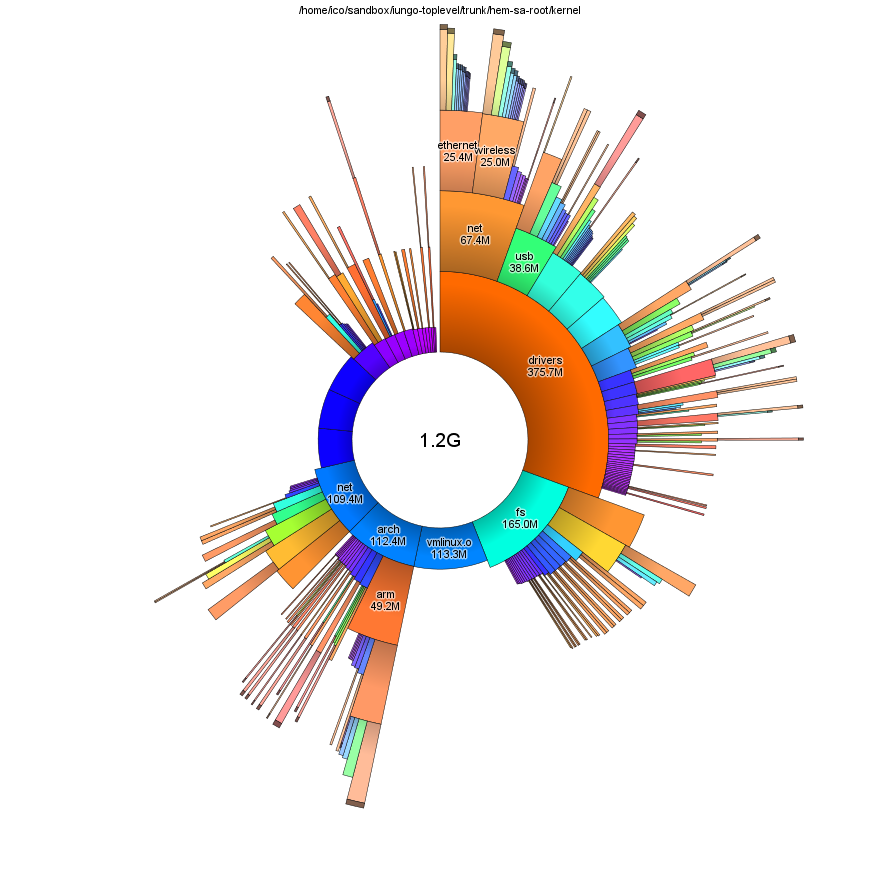 /home/ico/sandbox/iungo-toplevel/trunk/hem-sa-root/kernel
ethernet
25.4M
wireless
25.0M
net
67.4M
usb
38.6M
drivers
375.7M
1.2G
net
109.4M
fs
165.0M
arch
112.4M
vmlinux.o
113.3M
arm
49.2M